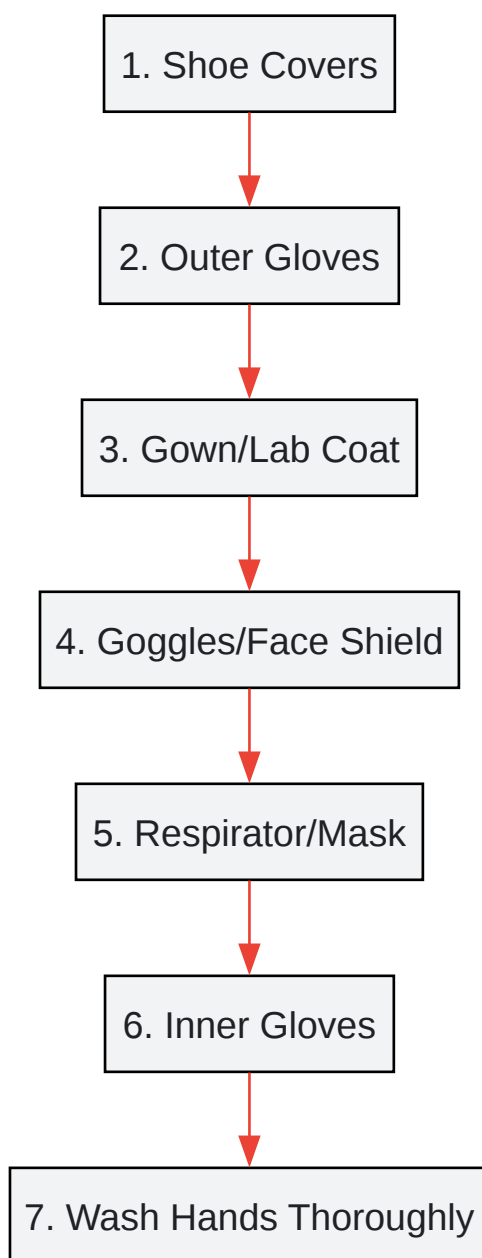 1. Shoe Covers
2. Outer Gloves
3. Gown/Lab Coat
4. Goggles/Face Shield
5. Respirator/Mask
6. Inner Gloves
7. Wash Hands Thoroughly